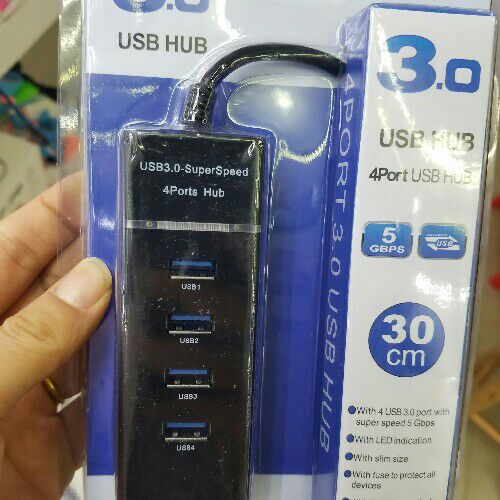 3.0
USB HUB
USB3.0-SuperSpeed
4Ports Hub
USB1
USB2
USB3
USB4
4PORT 3.0 USB HUB
3.0
USB HUB
4Port USB HUB
5
GBPS
USB
30
cm
With 4 USB 3.0 port with
super speed 5 Gbps
With LED indication
With slim size
With fuse to protect all
devices